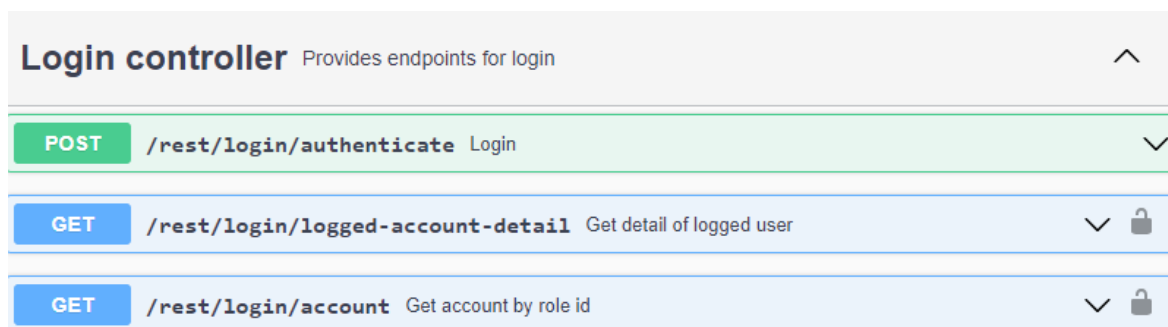 Login controller Provides endpoints for login
POST /rest/login/authenticate Login
GET /rest/login/logged-account-detail Get detail of logged user
GET /rest/login/account Get account by role id